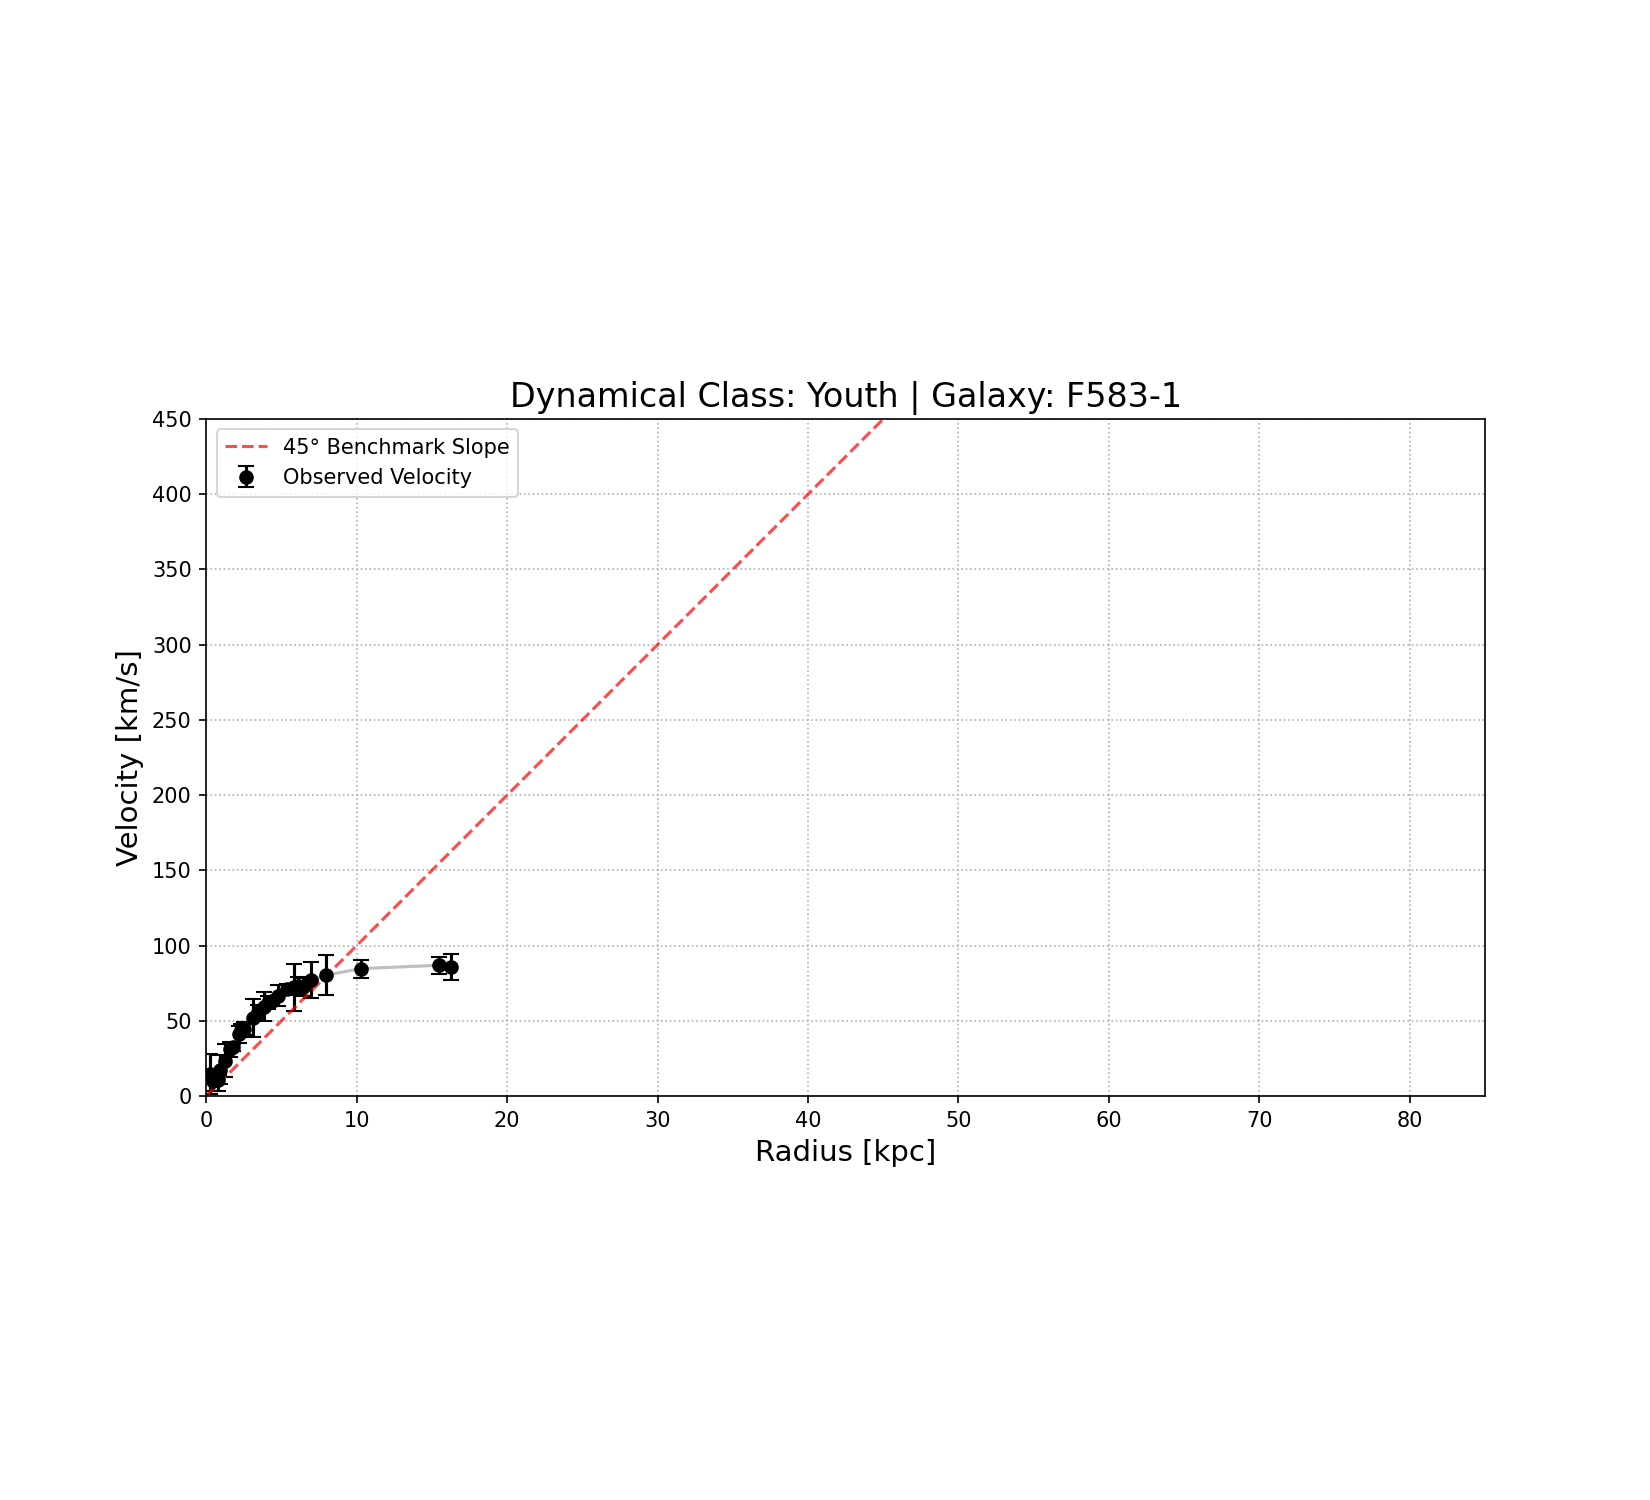 Dynamical Class: Youth | Galaxy: F583-1
45° Benchmark Slope
Observed Velocity
Velocity [km/s]
450
400
350
300
250
200
150
100
50
0
0 10 20 30 40 50 60 70 80
Radius [kpc]